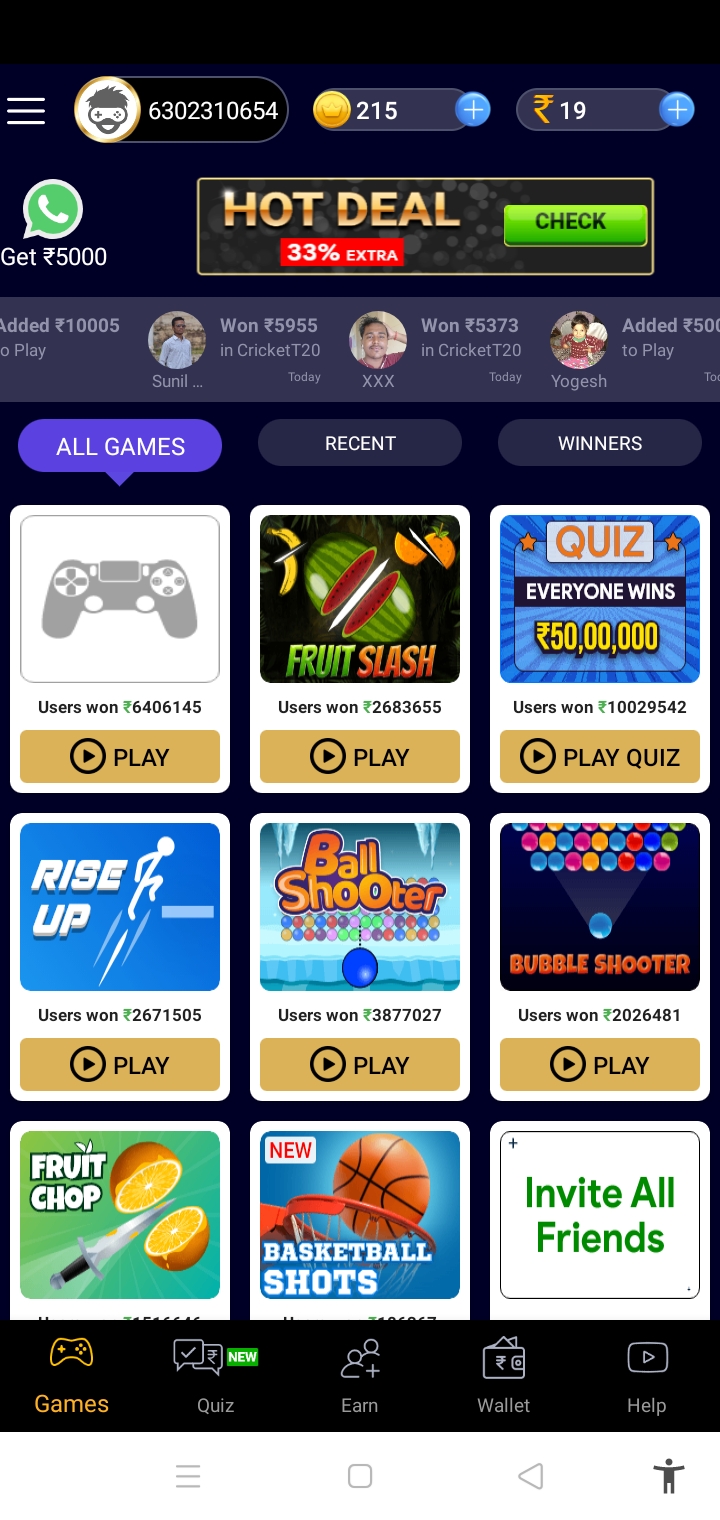 6302310654
215
₹ 19
Get ₹5000
HOT DEAL
33% EXTRA
CHECK
Added ₹10005
to Play
Sunil ...
Won ₹5955
in CricketT20
Today
XXX
Won ₹5373
in CricketT20
Today
Yogesh
Added ₹500
to Play
ALL GAMES
RECENT
WINNERS
Users won ₹6406145
PLAY
FRUIT SLASH
Users won ₹2683655
PLAY
QUIZ
EVERYONE WINS
₹50,00,000
Users won ₹10029542
PLAY QUIZ
RISE
UP
Users won ₹2671505
PLAY
Ball
Shooter
Users won ₹3877027
PLAY
BUBBLE SHOOTER
Users won ₹2026481
PLAY
FRUIT
CHOP
NEW
BASKETBALL
SHOTS
Invite All
Friends
Games
NEW
Quiz
Earn
Wallet
Help